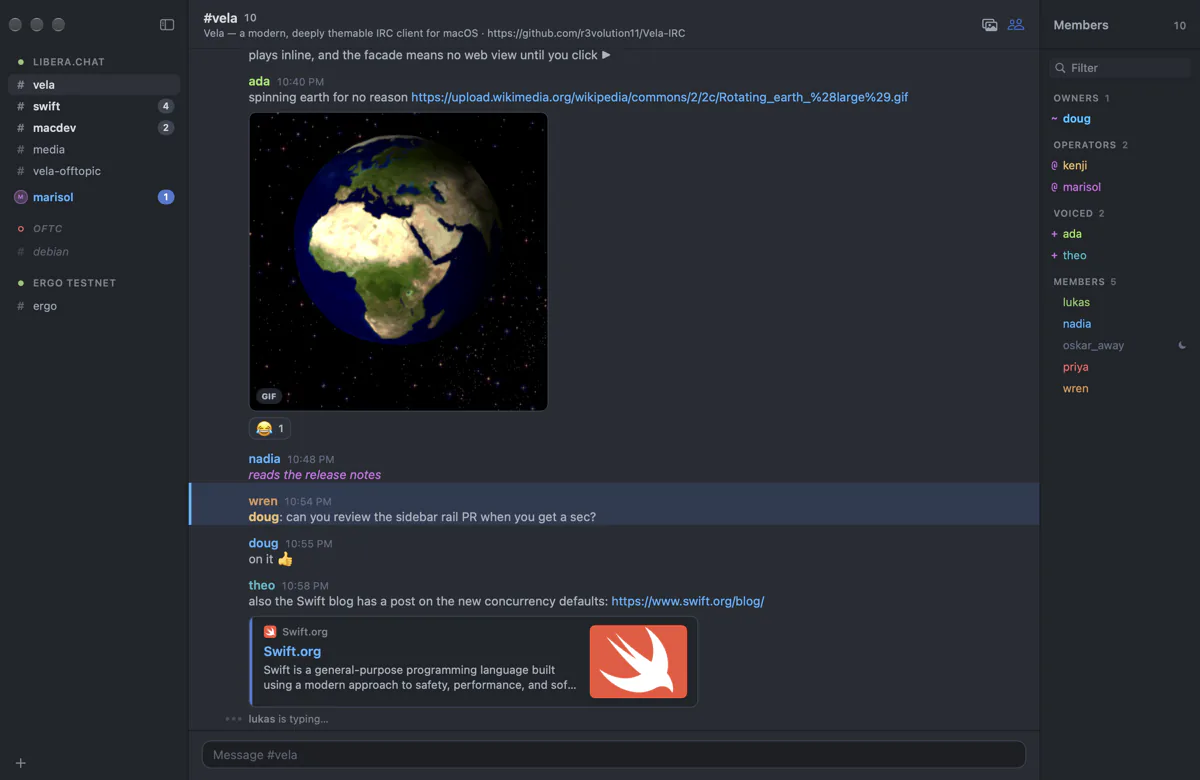 LIBERA.CHAT
# vela
# swift 4
# macdev 2
# media
# vela-offtopic
M marisol 1
OFTC
# debian
ERGO TESTNET
# ergo
+
#vela 10
Vela — a modern, deeply themable IRC client for macOS · https://github.com/r3volution11/Vela-IRC
plays inline, and the facade means no web view until you click ▶
ada 10:40 PM
spinning earth for no reason https://upload.wikimedia.org/wikipedia/commons/2/2c/Rotating_earth_%28large%29.gif
GIF
😂 1
nadia 10:48 PM
reads the release notes
wren 10:54 PM
doug: can you review the sidebar rail PR when you get a sec?
doug 10:55 PM
on it 👍
theo 10:58 PM
also the Swift blog has a post on the new concurrency defaults: https://www.swift.org/blog/
Swift.org
Swift.org
Swift is a general-purpose programming language built
using a modern approach to safety, performance, and sof...
lukas is typing...
Message #vela
Members 10
Filter
OWNERS 1
~ doug
OPERATORS 2
@ kenji
@ marisol
VOICED 2
+ ada
+ theo
MEMBERS 5
lukas
nadia
oskar_away
priya
wren